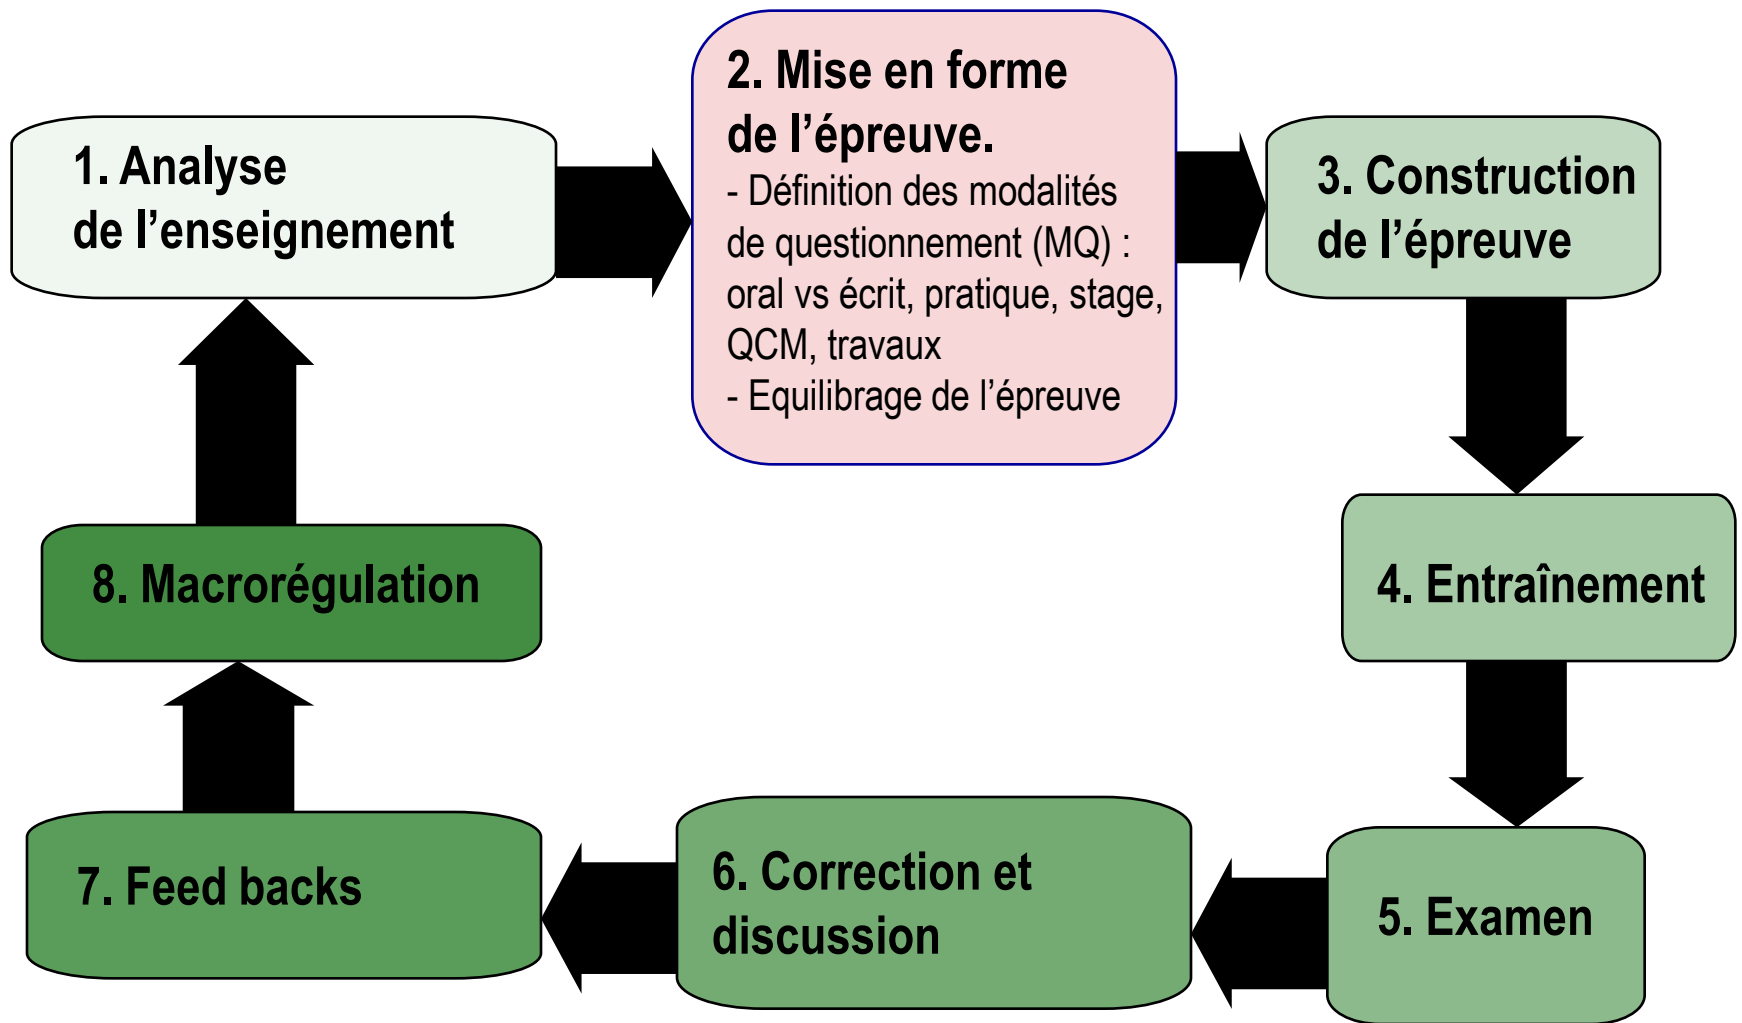 1. Analyse
de l’enseignement
2. Mise en forme
de l’épreuve.
- Définition des modalités
de questionnement (MQ) :
oral vs écrit, pratique, stage,
QCM, travaux
- Equilibrage de l’épreuve
3. Construction
de l’épreuve
4. Entraînement
5. Examen
6. Correction et
discussion
7. Feed backs
8. Macrorégulation